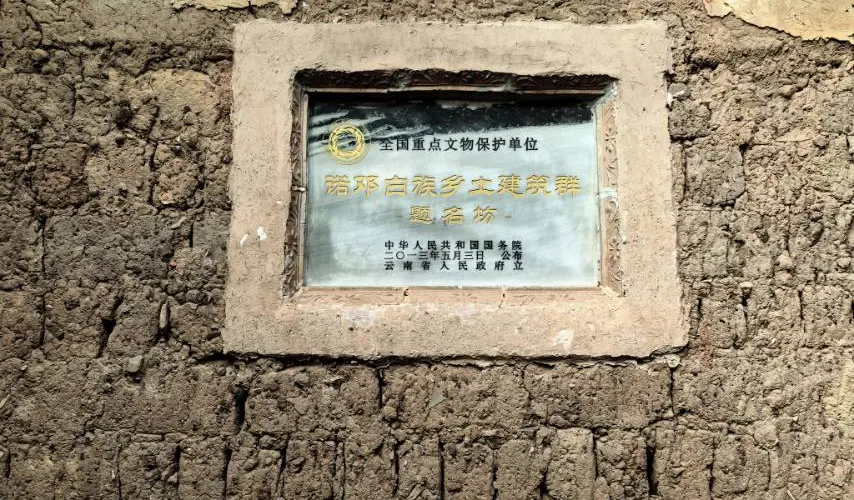 全国重点文物保护单位
诺邓白族乡土建筑群
-题名坊-
中华人民共和国国务院
二〇一三年五月三日 公布
云南省人民政府立